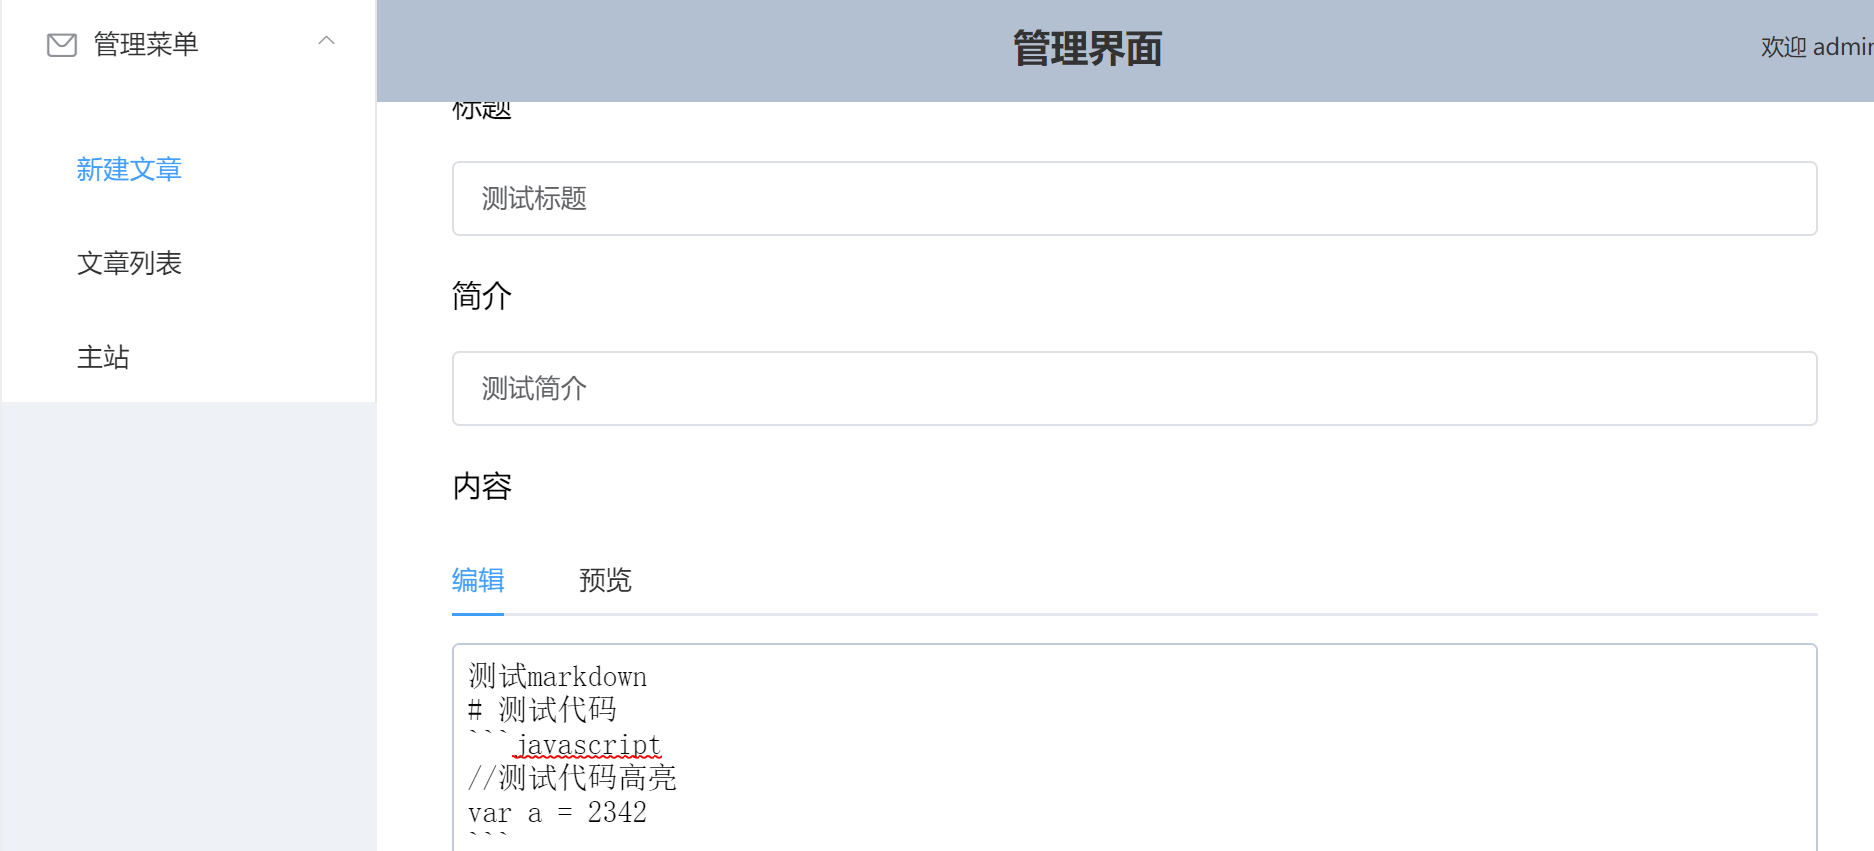 管理菜单
新建文章
文章列表
主站
管理界面
欢迎
标题
测试标题
简介
测试简介
内容
编辑 预览
测试markdown
# 测试代码
```javascript
//测试代码高亮
var a = 2342
```